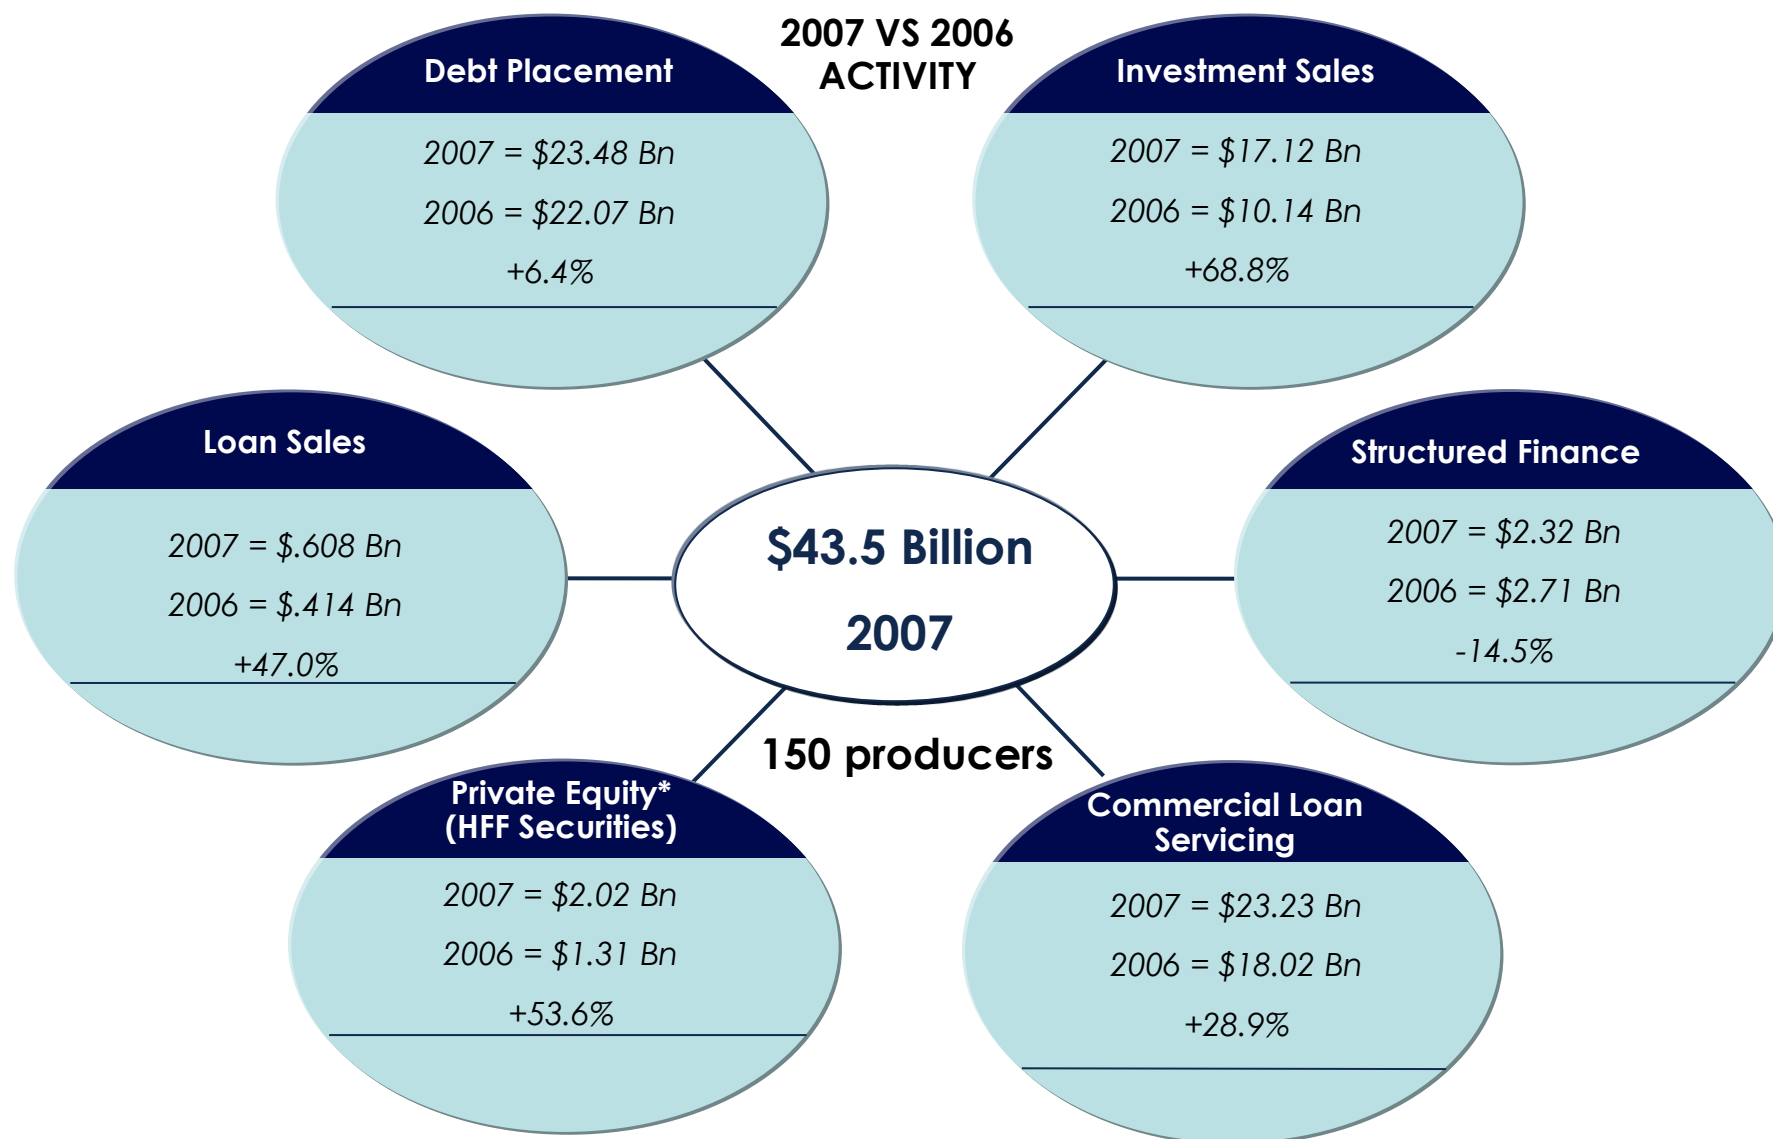 2007 VS 2006
ACTIVITY
Debt Placement
2007 = $23.48 Bn
2006 = $22.07 Bn
+6.4%
Investment Sales
2007 = $17.12 Bn
2006 = $10.14 Bn
+68.8%
Loan Sales
2007 = $.608 Bn
2006 = $.414 Bn
+47.0%
$43.5 Billion
2007
Structured Finance
2007 = $2.32 Bn
2006 = $2.71 Bn
-14.5%
150 producers
Private Equity*
(HFF Securities)
2007 = $2.02 Bn
2006 = $1.31 Bn
+53.6%
Commercial Loan
Servicing
2007 = $23.23 Bn
2006 = $18.02 Bn
+28.9%